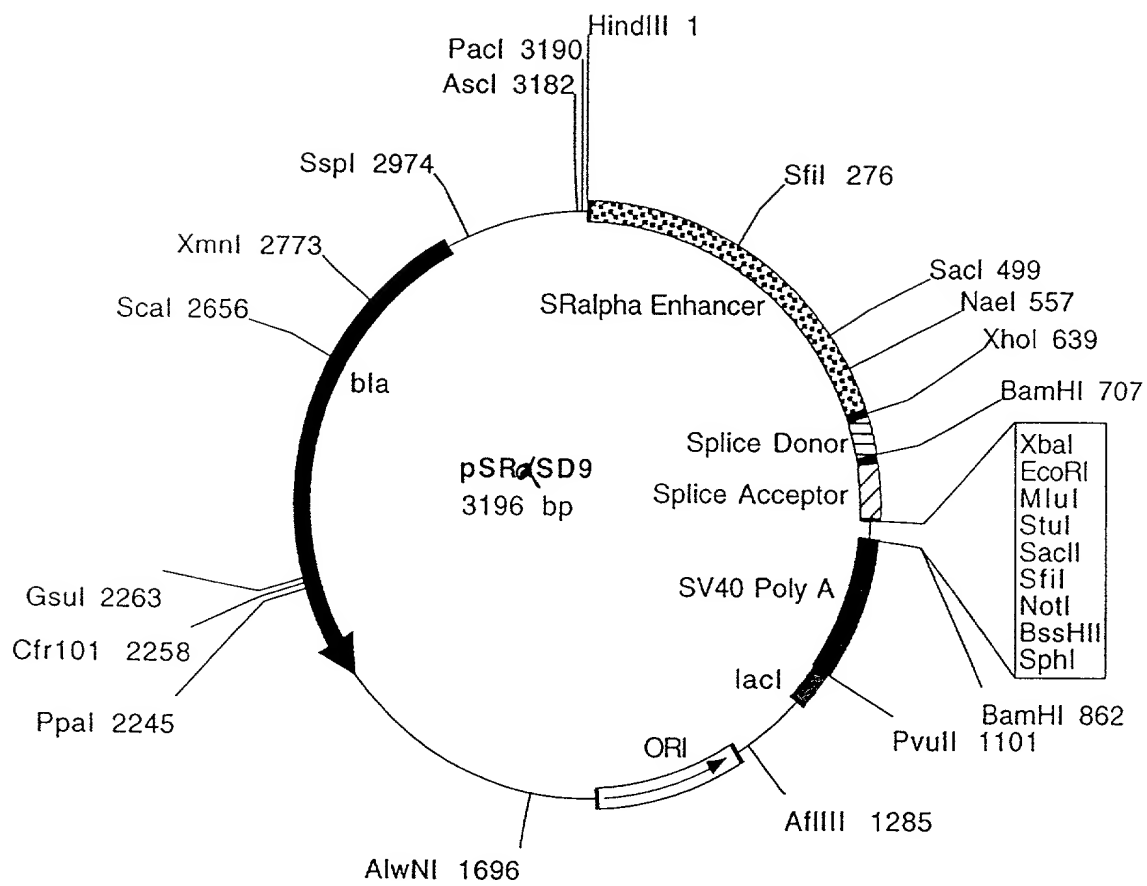 HindIII 1
PacI 3190
AscI 3182
SspI 2974
SfiI 276
XmnI 2773
SacI 499
ScaI 2656
SRalpha Enhancer
NaeI 557
XhoI 639
bla
BamHI 707
Splice Donor
pSRα/SD9
3196 bp
Splice Acceptor
XbaI
EcoRI
MluI
StuI
SacII
SfiI
NotI
BssHII
SphI
SV40 Poly A
GsuI 2263
Cfr101 2258
PpaI 2245
lacI
BamHI 862
PvuII 1101
ORI
AflIII 1285
AlwNI 1696